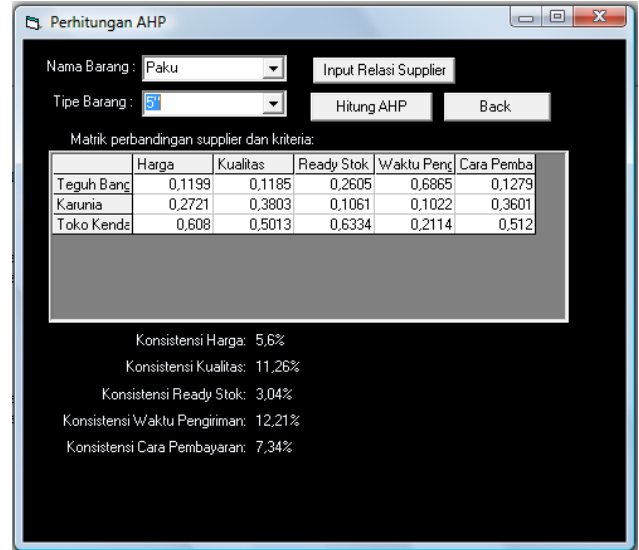 Perhitungan AHP
Nama Barang : Paku Input Relasi Supplier
Tipe Barang : 5" Hitung AHP Back
Matrik perbandingan supplier dan kriteria:
Harga Kualitas Ready Stok Waktu Peng Cara Pemba
Teguh Bang 0,1199 0,1185 0,2605 0,6865 0,1279
Karunia 0,2721 0,3803 0,1061 0,1022 0,3601
Toko Kenda 0,608 0,5013 0,6334 0,2114 0,512
Konsistensi Harga: 5,6%
Konsistensi Kualitas: 11,26%
Konsistensi Ready Stok: 3,04%
Konsistensi Waktu Pengiriman: 12,21%
Konsistensi Cara Pembayaran: 7,34%